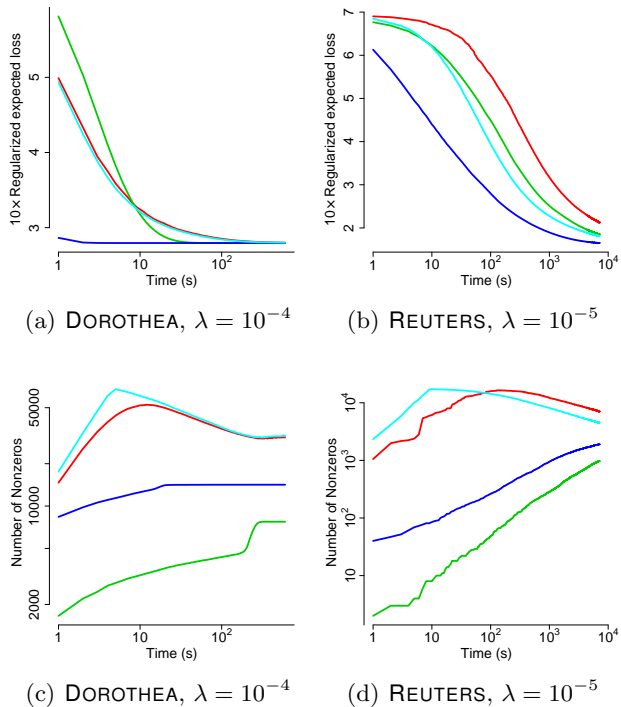 10× Regularized expected loss
5
4
3
1 10 10²
Time (s)
(a) DOROTHEA, λ = 10⁻⁴
10× Regularized expected loss
7
6
5
4
3
2
1 10 10² 10³ 10⁴
Time (s)
(b) REUTERS, λ = 10⁻⁵
Number of Nonzeros
50000
10000
2000
1 10 10²
Time (s)
(c) DOROTHEA, λ = 10⁻⁴
Number of Nonzeros
10⁴
10³
10²
10
1 10 10² 10³ 10⁴
Time (s)
(d) REUTERS, λ = 10⁻⁵